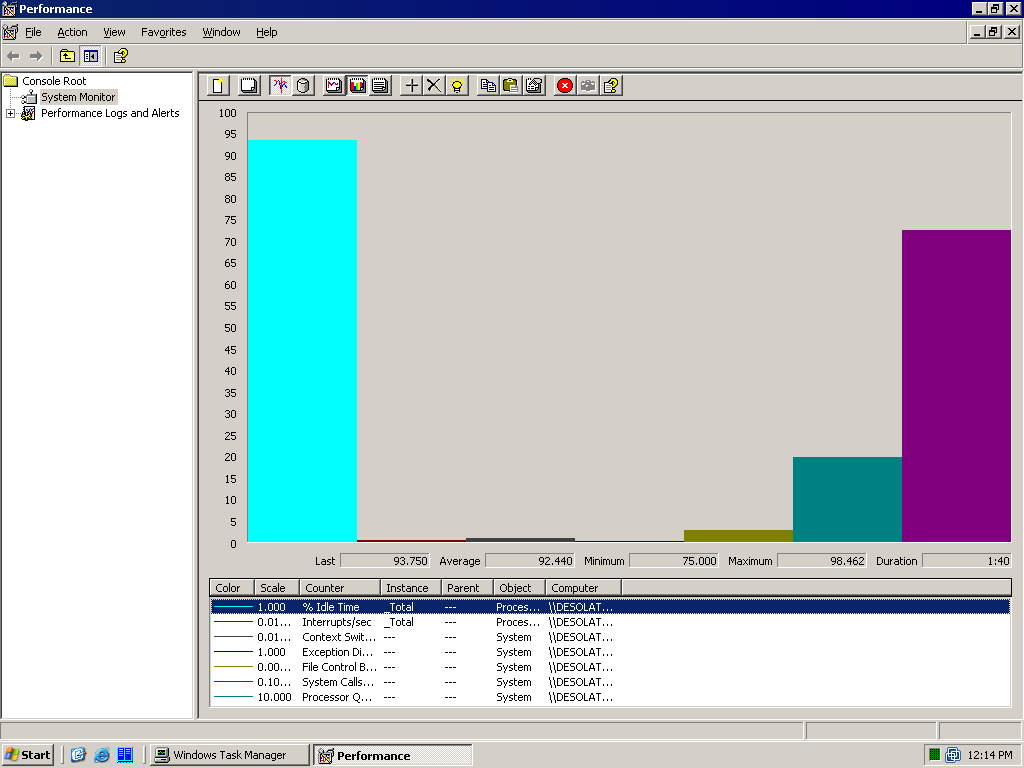 Performance
File Action View Favorites Window Help
Console Root
System Monitor
Performance Logs and Alerts
100
95
90
85
80
75
70
65
60
55
50
45
40
35
30
25
20
15
10
5
0
Last 93.750 Average 92.440 Minimum 75.000 Maximum 98.462 Duration 1:40
Color Scale Counter Instance Parent Object Computer
1.000 % Idle Time _Total --- Proces... \\DESOLAT...
0.01... Interrupts/sec _Total --- Proces... \\DESOLAT...
0.01... Context Swit... --- --- System \\DESOLAT...
1.000 Exception Di... --- --- System \\DESOLAT...
0.00... File Control B... --- --- System \\DESOLAT...
0.10... System Calls... --- --- System \\DESOLAT...
10.000 Processor Q... --- --- System \\DESOLAT...
Start Windows Task Manager Performance 12:14 PM